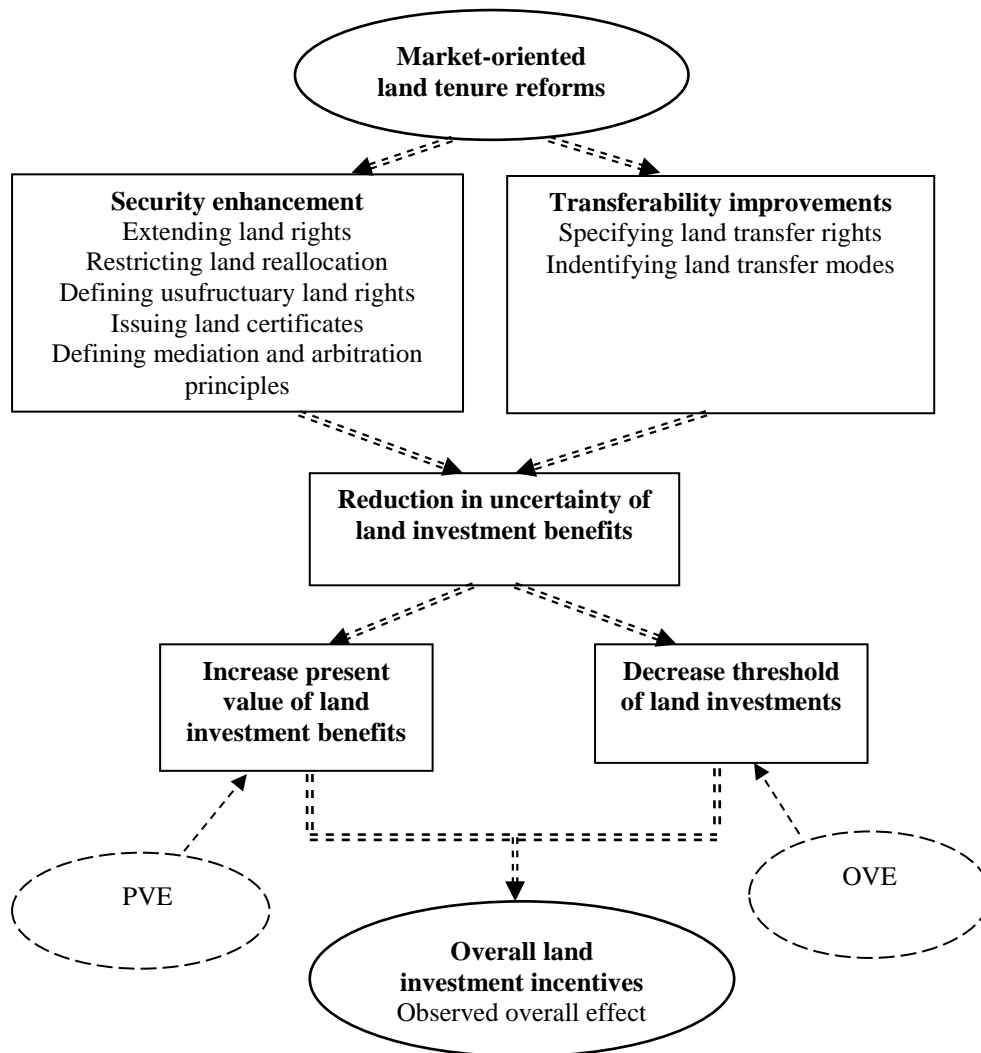 Market-oriented
land tenure reforms
Security enhancement
Extending land rights
Restricting land reallocation
Defining usufructuary land rights
Issuing land certificates
Defining mediation and arbitration
principles
Transferability improvements
Specifying land transfer rights
Indentifying land transfer modes
Reduction in uncertainty of
land investment benefits
Increase present
value of land
investment benefits
Decrease threshold
of land investments
PVE
OVE
Overall land
investment incentives
Observed overall effect